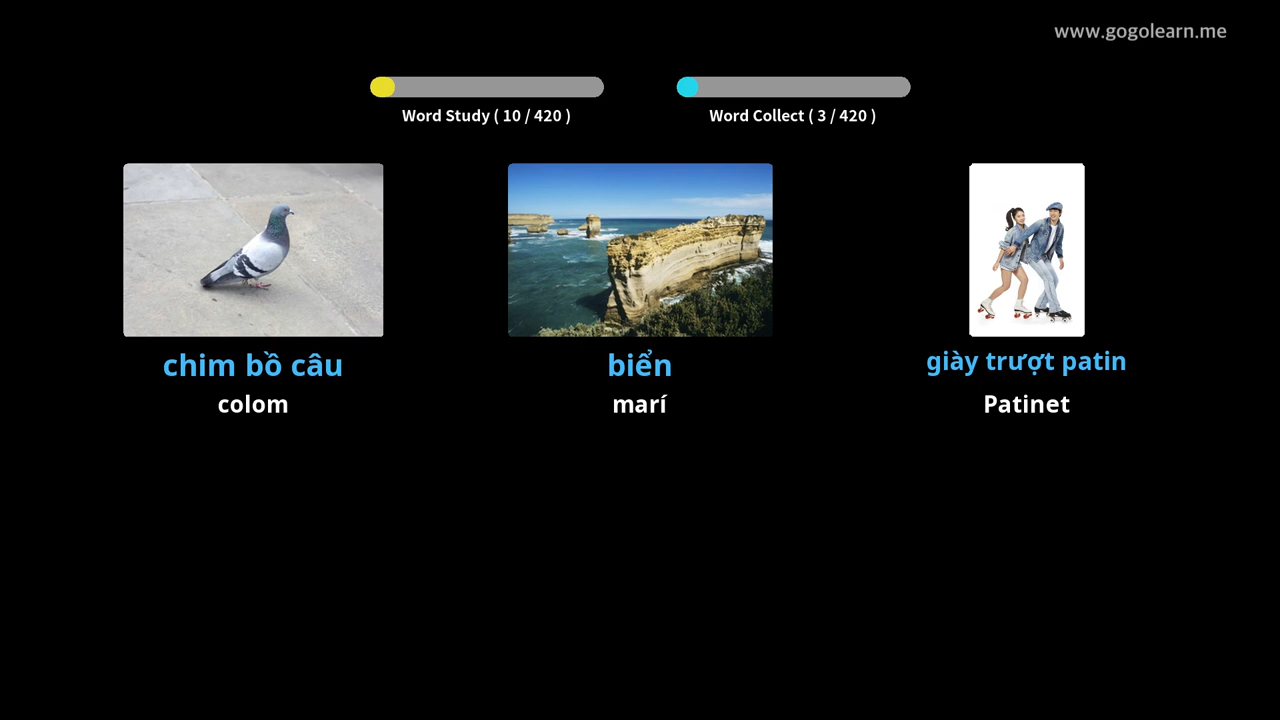 www.gogolearn.me
Word Study ( 10 / 420 )
Word Collect ( 3 / 420 )
chim bồ câu
colom
biển
marí
giày trượt patin
Patinet